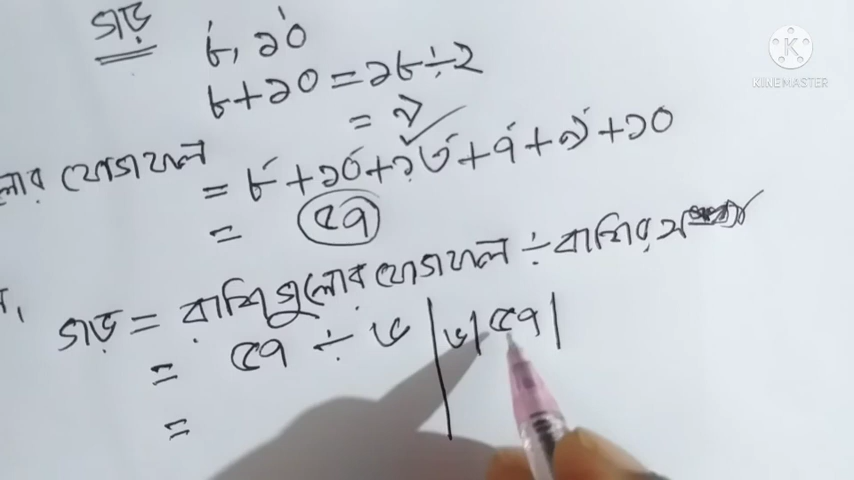 গড়
৮, ১০
৮+১০ = ১৮÷২
= ৯
লোর যোগফল = ৮+১০+১৩+৭+৯+১০
= ৫৭
গড় = রাশিগুলোর যোগফল ÷ রাশির
= ৫৭ ÷ ৬ | ৬|৫৭|
=
K
KINEMASTER